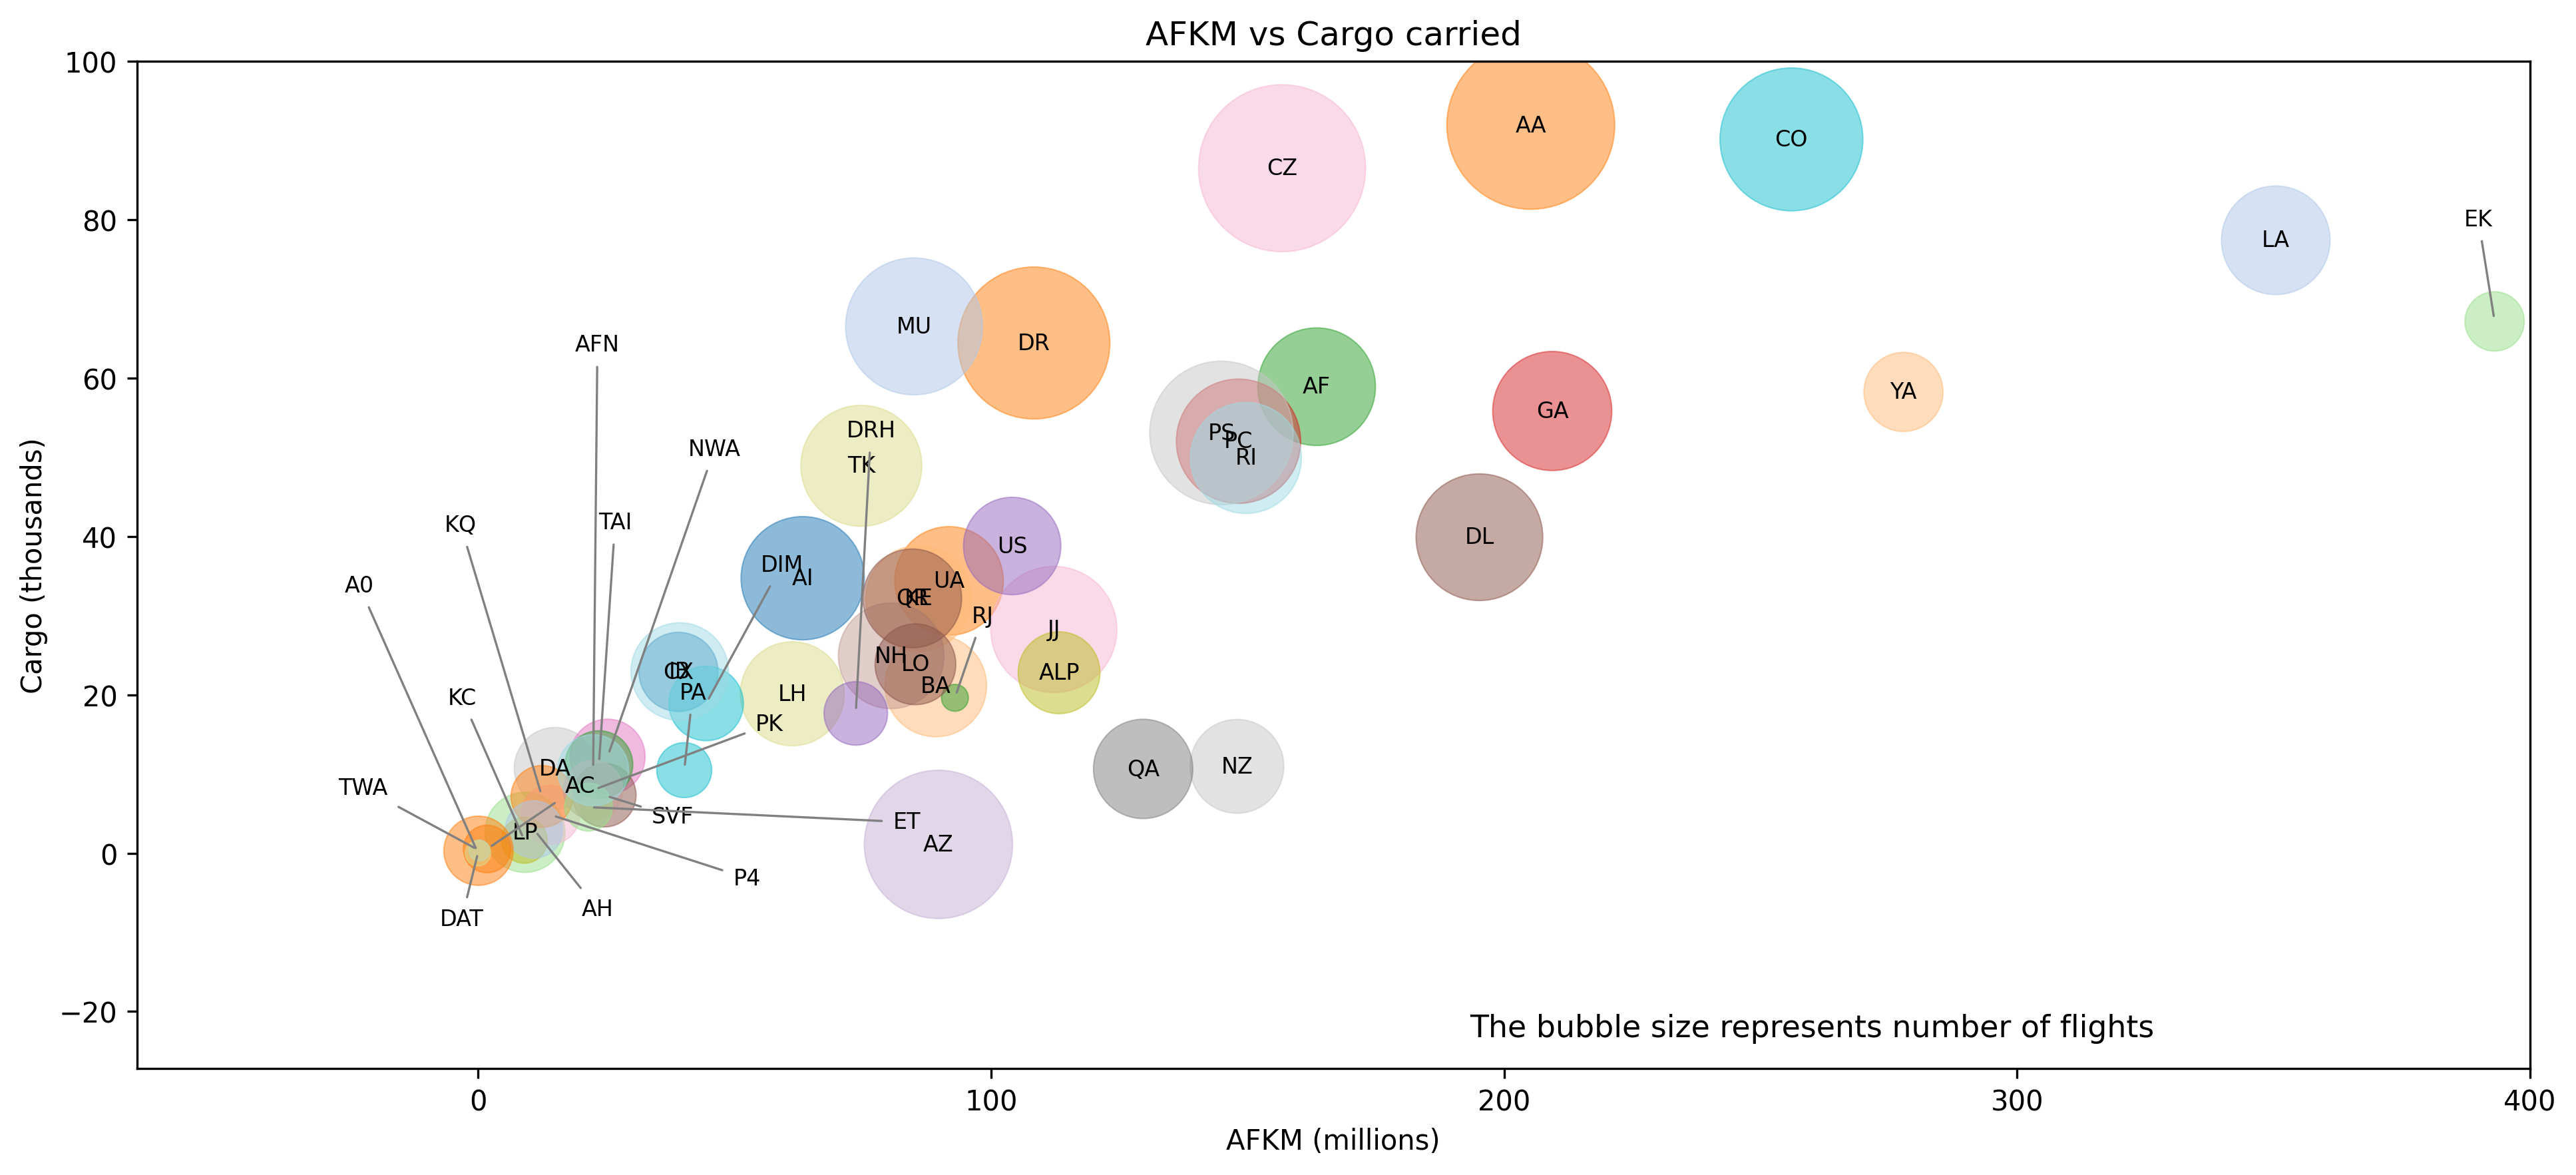 AFKM vs Cargo carried
100
80
60
40
20
0
−20
Cargo (thousands)
AA
CO
CZ
EK
LA
MU
DR
AFN
AF
YA
GA
DRH
PS
PC
NWA
TK
RI
KQ
TAI
US
DL
DIM
AI
A0
UA
QR
KE
RJ
JJ
NH
LO
ALP
IB
PA
BA
LH
KC
PK
DA
QA
NZ
TWA
AC
SVF
ET
LP
AZ
P4
AH
DAT
The bubble size represents number of flights
0
100
200
300
400
AFKM (millions)